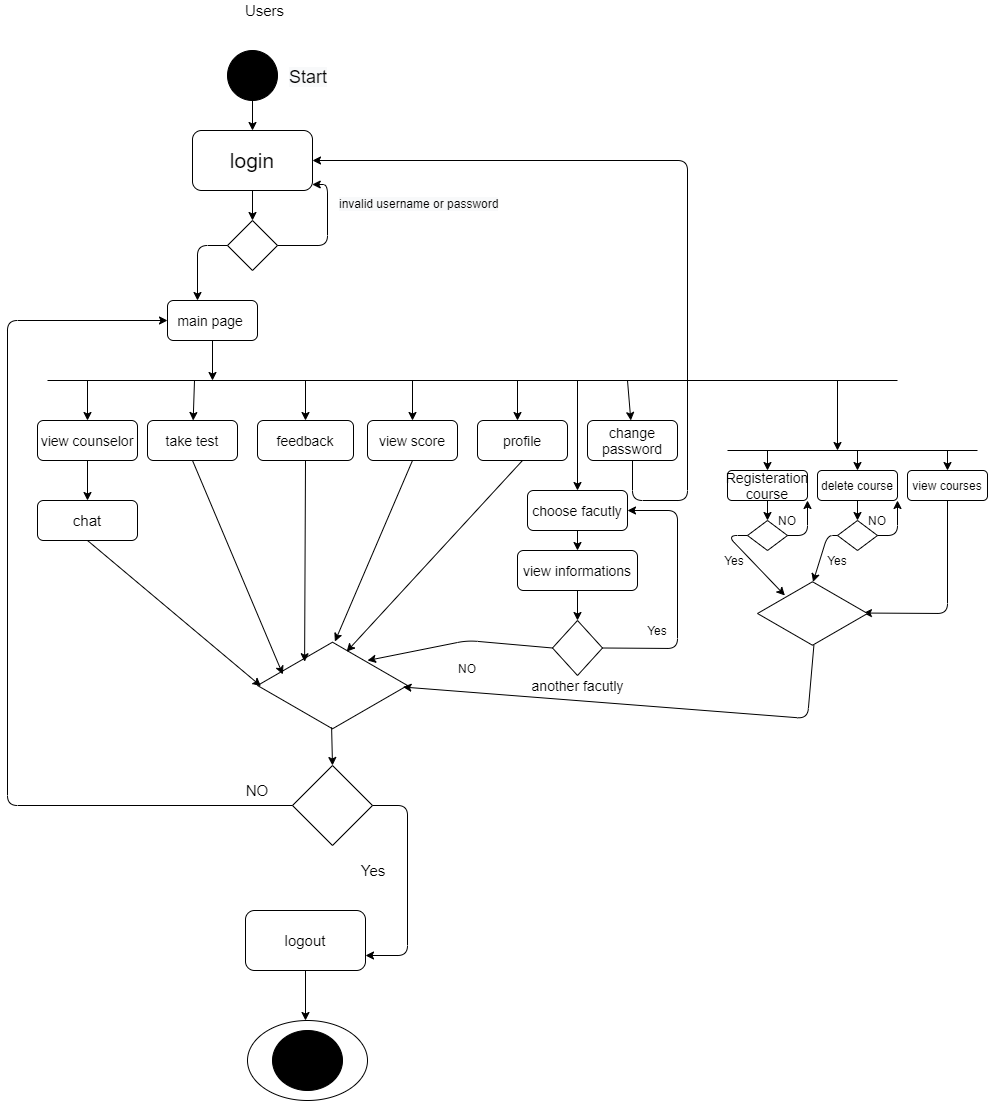 Users
Start
login
invalid username or password
main page
view counselor
take test
feedback
view score
profile
change
password
Registeration
course
delete course
view courses
chat
choose facutly
NO
NO
view informations
Yes
Yes
Yes
NO
another facutly
NO
Yes
logout